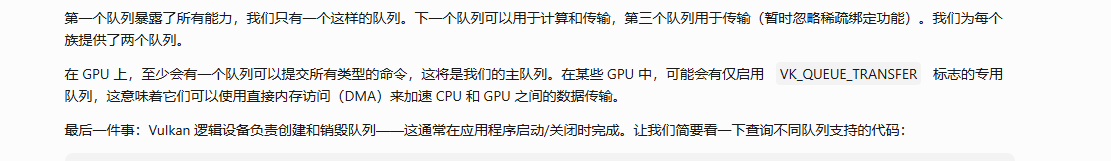 第一个队列暴露了所有能力，我们只有一个这样的队列。下一个队列可以用于计算和传输，第三个队列用于传输（暂时忽略稀疏绑定功能）。我们为每个
族提供了两个队列。
在 GPU 上，至少会有一个队列可以提交所有类型的命令，这将是我们的主队列。在某些 GPU 中，可能会有仅启用 VK_QUEUE_TRANSFER 标志的专用
队列，这意味着它们可以使用直接内存访问（DMA）来加速 CPU 和 GPU 之间的数据传输。
最后一件事：Vulkan 逻辑设备负责创建和销毁队列——这通常在应用程序启动/关闭时完成。让我们简要看一下查询不同队列支持的代码：